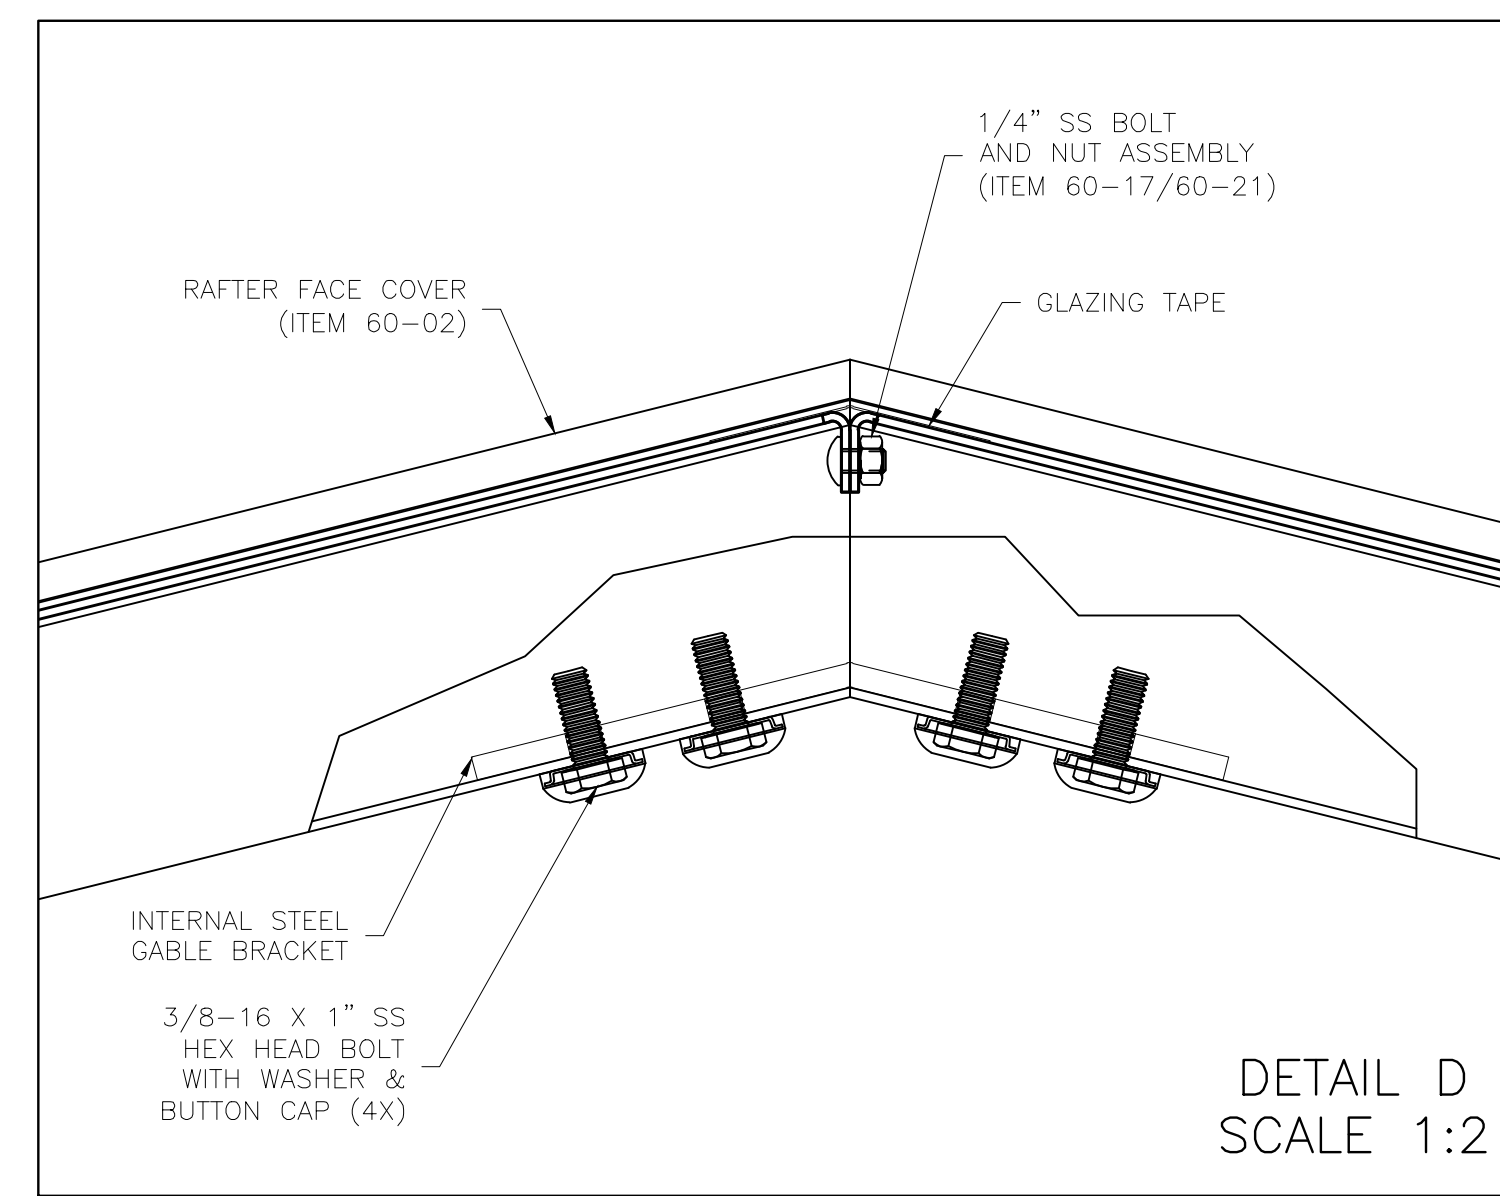 1/4” SS BOLT
AND NUT ASSEMBLY
(ITEM 60-17/60-21)
RAFTER FACE COVER
(ITEM 60-02)
GLAZING TAPE
INTERNAL STEEL
GABLE BRACKET
3/8-16 X 1” SS
HEX HEAD BOLT
WITH WASHER &
BUTTON CAP (4X)
DETAIL D
SCALE 1:2